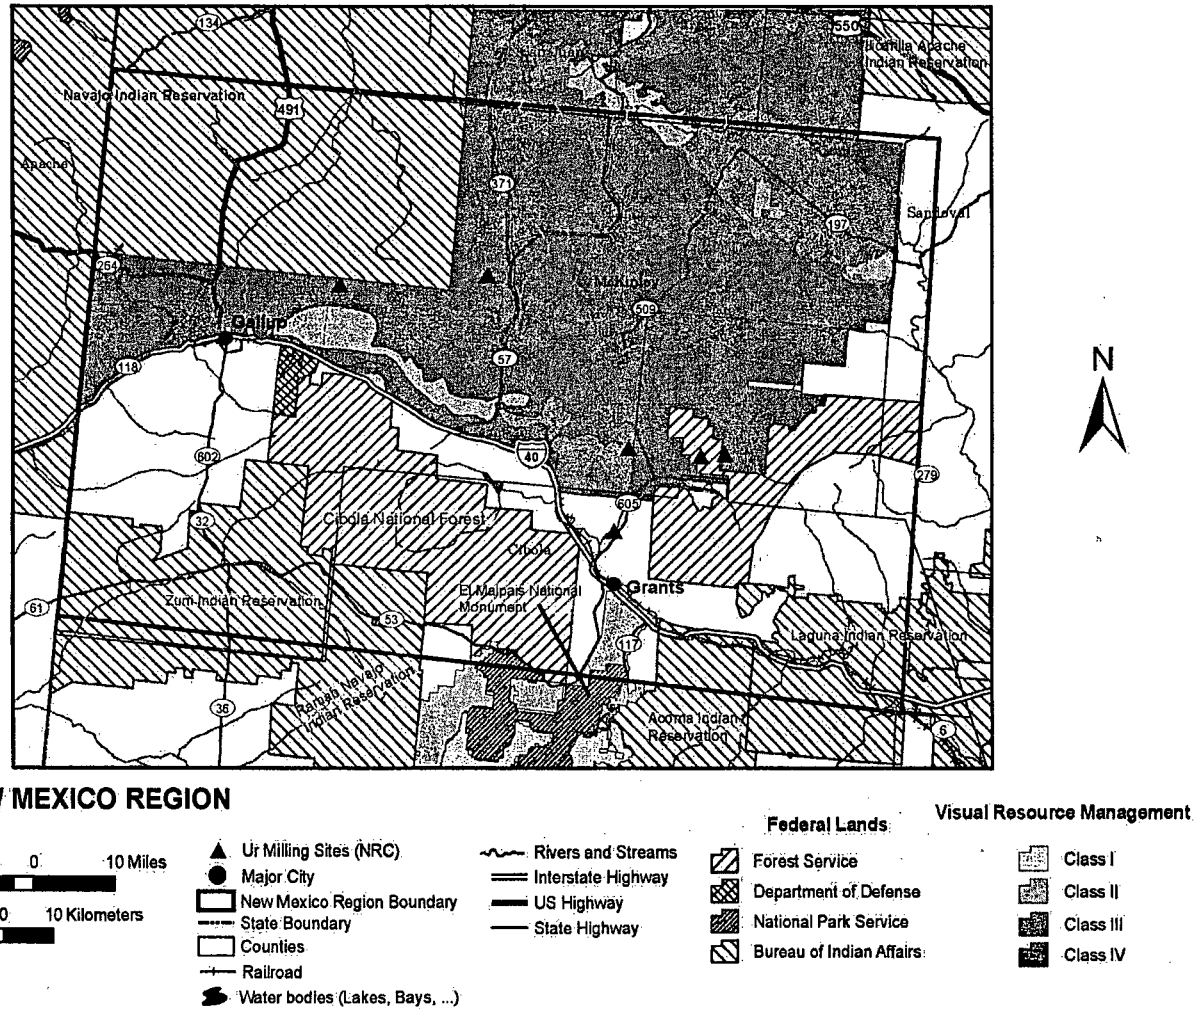 134
550
Jicarilla Apache
Indian Reservation
San Juan
Navajo Indian Reservation
491
Apache
371
Sandoval
197
264
McKinley
509
Gallup
118
57
40
602
279
605
32
Cibola National Forest
Cibola
El Malpais National
Monument
Grants
61
Zuni Indian Reservation
53
117
Laguna Indian Reservation
Ramah Navajo
Indian Reservation
36
Acoma Indian
Reservation
6
N
MEXICO REGION
0 10 Miles
0 10 Kilometers
Ur Milling Sites (NRC)
Major City
New Mexico Region Boundary
State Boundary
Counties
Railroad
Water bodies (Lakes, Bays, ...)
Rivers and Streams
Interstate Highway
US Highway
State Highway
Federal Lands
Forest Service
Department of Defense
National Park Service
Bureau of Indian Affairs
Visual Resource Management
Class I
Class II
Class III
Class IV